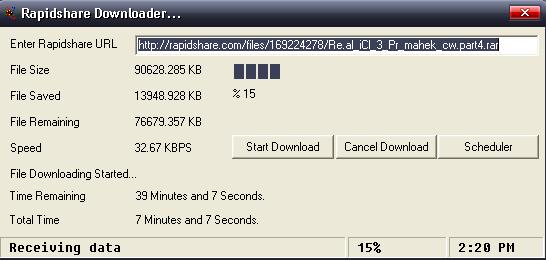 Rapidshare Downloader...
Enter Rapidshare URL http://rapidshare.com/files/169224278/Re.al_iCl_3_Pr_mahek_cw.part4.rar
File Size 90628.285 KB
File Saved 13948.928 KB % 15
File Remaining 76679.357 KB
Speed 32.67 KBPS Start Download Cancel Download Scheduler
File Downloading Started...
Time Remaining 39 Minutes and 7 Seconds.
Total Time 7 Minutes and 7 Seconds.
Receiving data 15% 2:20 PM